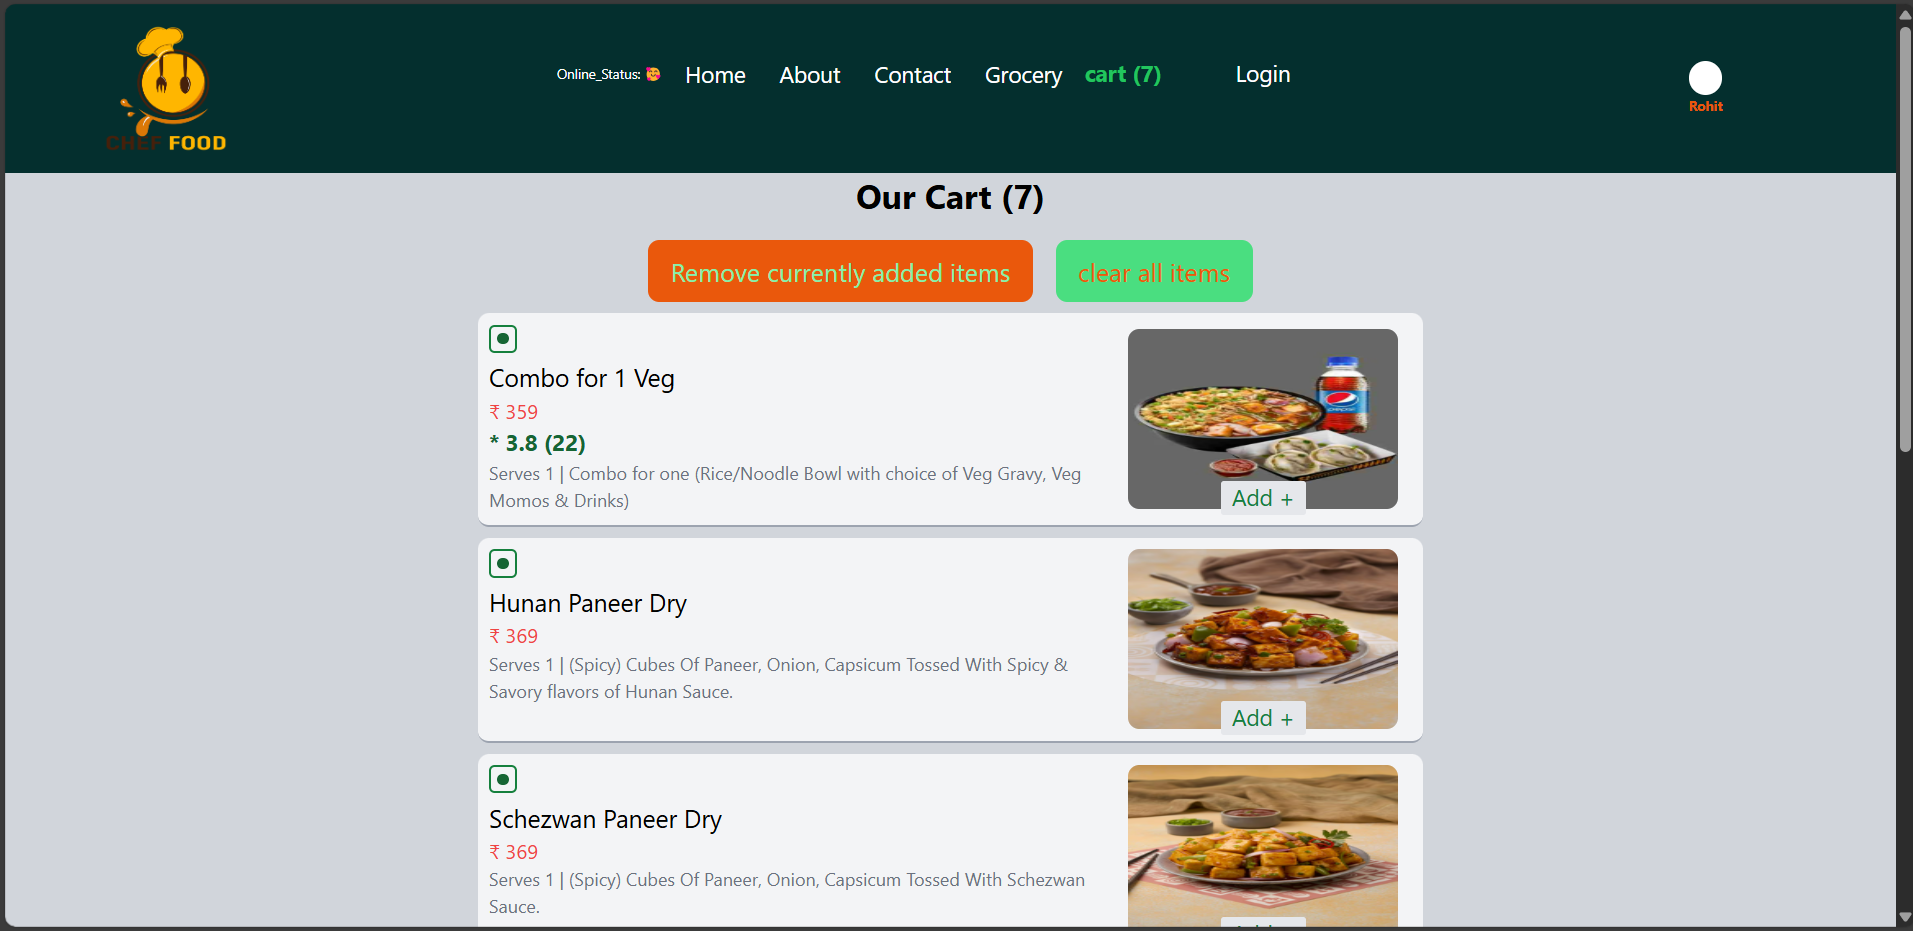 CHEF FOOD
Online_Status: 🥰
Home
About
Contact
Grocery
cart (7)
Login
Rohit
Our Cart (7)
Remove currently added items
clear all items
Combo for 1 Veg
₹ 359
* 3.8 (22)
Serves 1 | Combo for one (Rice/Noodle Bowl with choice of Veg Gravy, Veg
Momos & Drinks)
Add +
Hunan Paneer Dry
₹ 369
Serves 1 | (Spicy) Cubes Of Paneer, Onion, Capsicum Tossed With Spicy &
Savory flavors of Hunan Sauce.
Add +
Schezwan Paneer Dry
₹ 369
Serves 1 | (Spicy) Cubes Of Paneer, Onion, Capsicum Tossed With Schezwan
Sauce.